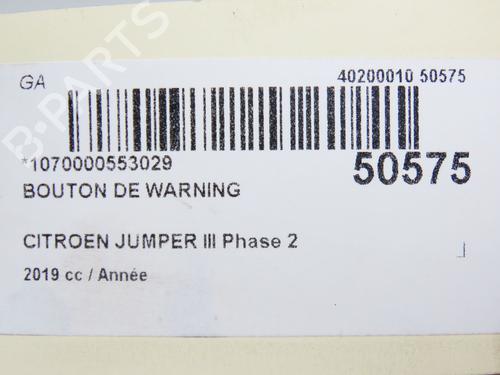 GA
40200010 50575
*1070000553029
50575
BOUTON DE WARNING
CITROEN JUMPER III Phase 2
2019 cc / Année
B-PARTS